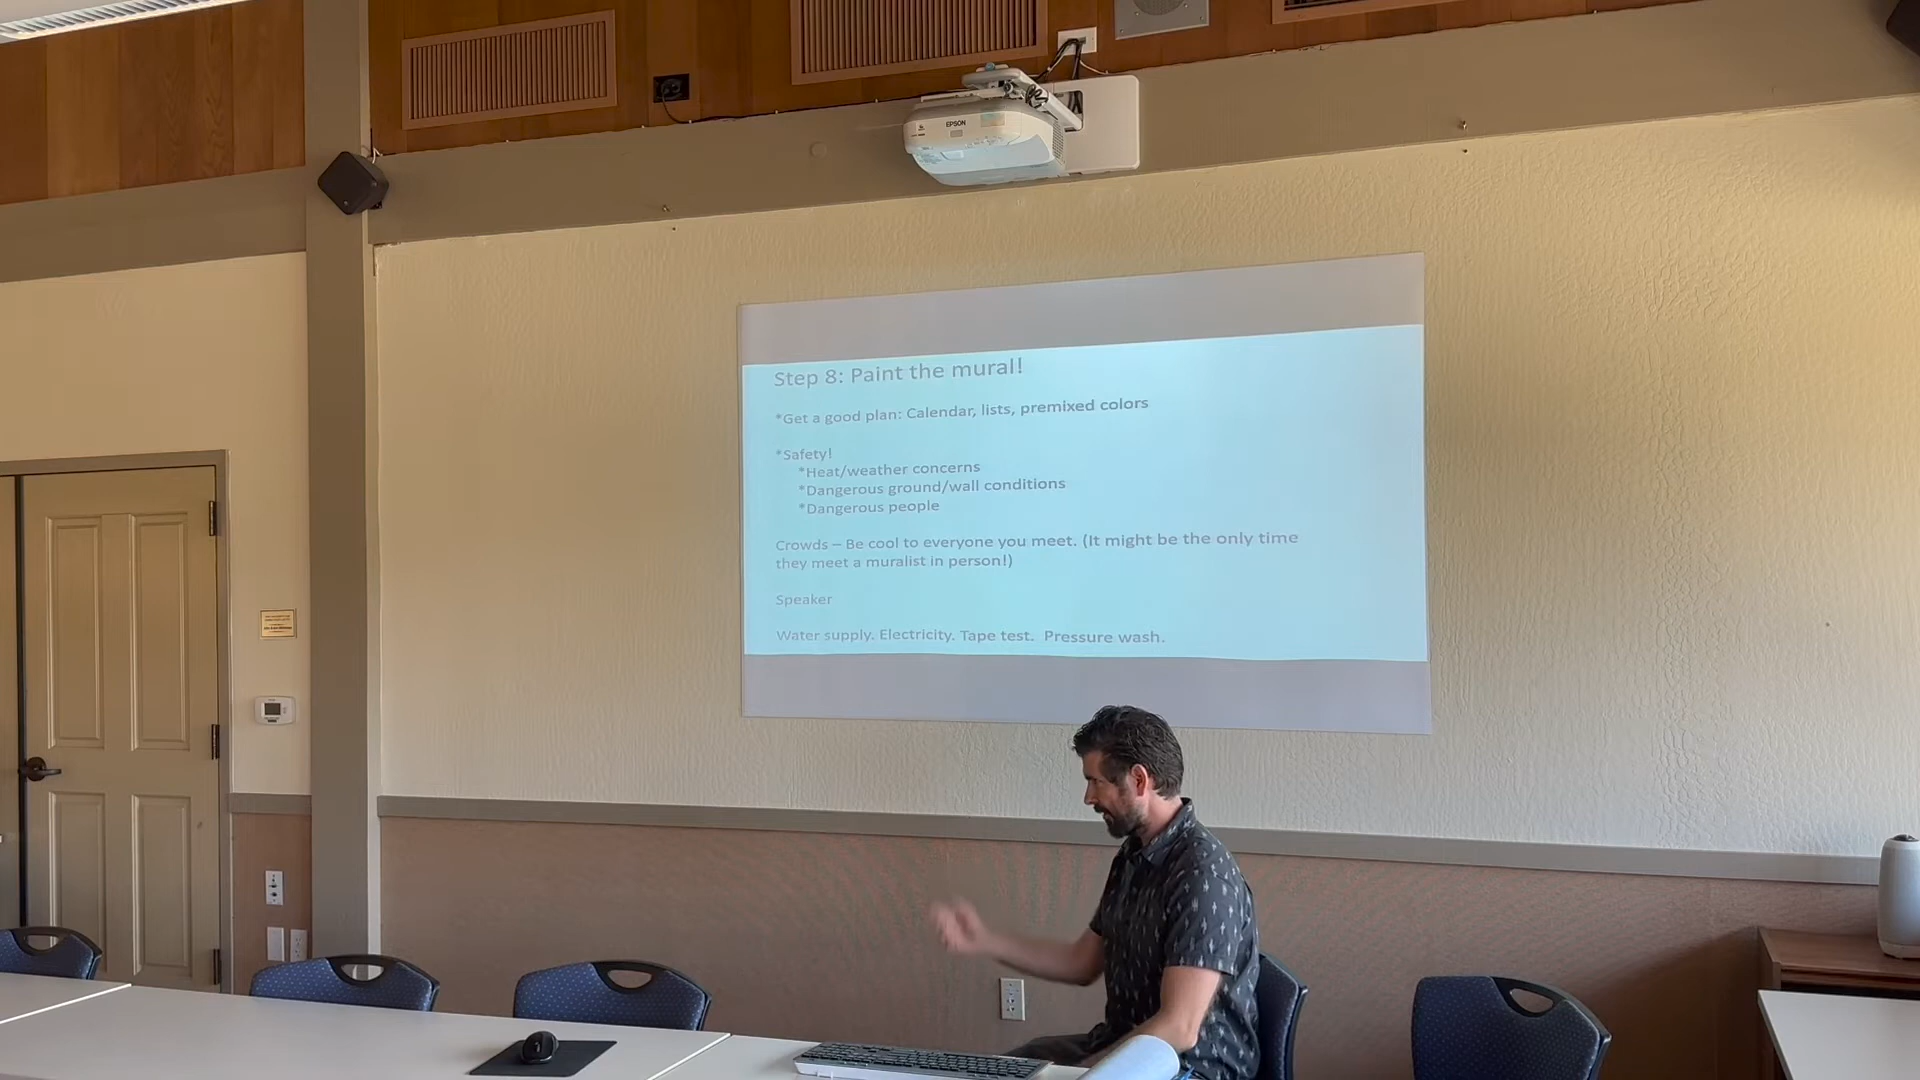 EPSON
Step 8: Paint the mural!
*Get a good plan: Calendar, lists, premixed colors
*Safety!
*Heat/weather concerns
*Dangerous ground/wall conditions
*Dangerous people
Crowds – Be cool to everyone you meet. (It might be the only time
they meet a muralist in person!)
Speaker
Water supply. Electricity. Tape test. Pressure wash.